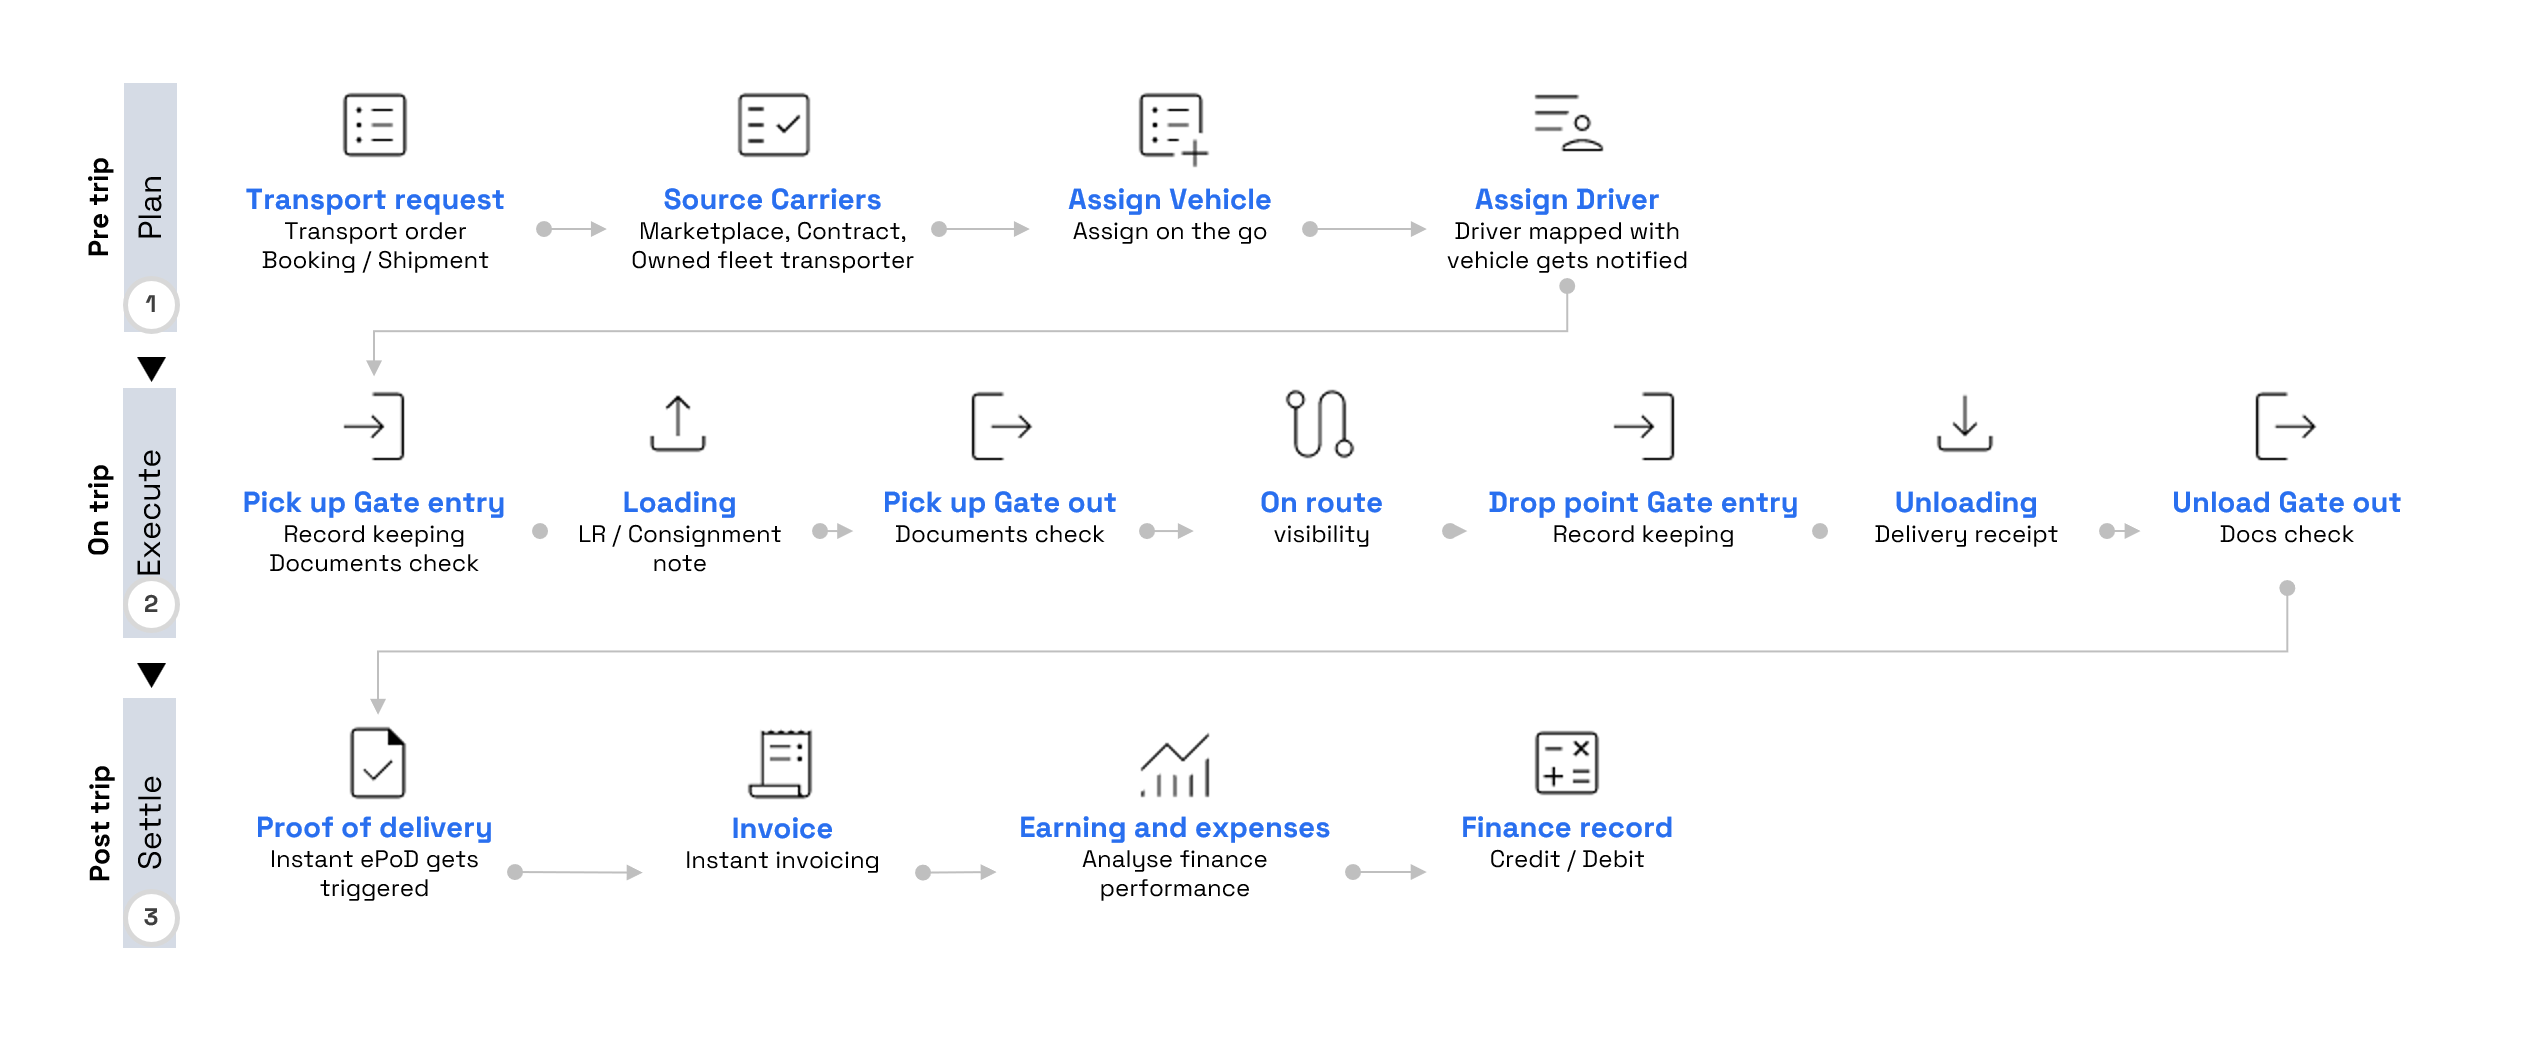 Pre trip
Plan
1
Transport request
Transport order
Booking / Shipment
Source Carriers
Marketplace, Contract,
Owned fleet transporter
Assign Vehicle
Assign on the go
Assign Driver
Driver mapped with
vehicle gets notified
On trip
Execute
2
Pick up Gate entry
Record keeping
Documents check
Loading
LR / Consignment
note
Pick up Gate out
Documents check
On route
visibility
Drop point Gate entry
Record keeping
Unloading
Delivery receipt
Unload Gate out
Docs check
Post trip
Settle
3
Proof of delivery
Instant ePoD gets
triggered
Invoice
Instant invoicing
Earning and expenses
Analyse finance
performance
Finance record
Credit / Debit